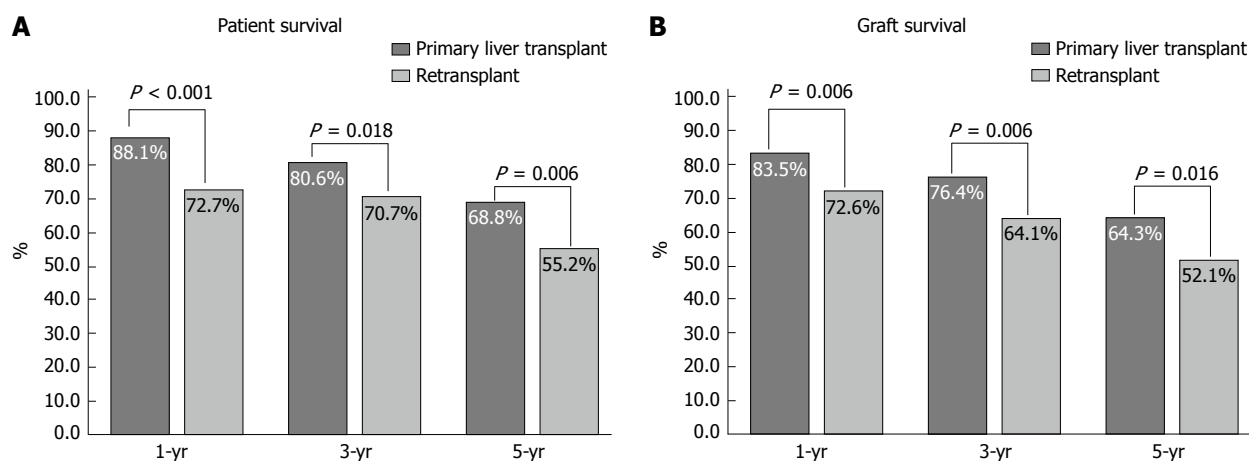 A
Patient survival
Primary liver transplant
Retransplant
P < 0.001
P = 0.018
P = 0.006
100.0
90.0
80.0
70.0
60.0
50.0
40.0
30.0
20.0
10.0
0.0
%
88.1%
72.7%
80.6%
70.7%
68.8%
55.2%
1-yr
3-yr
5-yr
B
Graft survival
Primary liver transplant
Retransplant
P = 0.006
P = 0.006
P = 0.016
100.0
90.0
80.0
70.0
60.0
50.0
40.0
30.0
20.0
10.0
0.0
%
83.5%
72.6%
76.4%
64.1%
64.3%
52.1%
1-yr
3-yr
5-yr